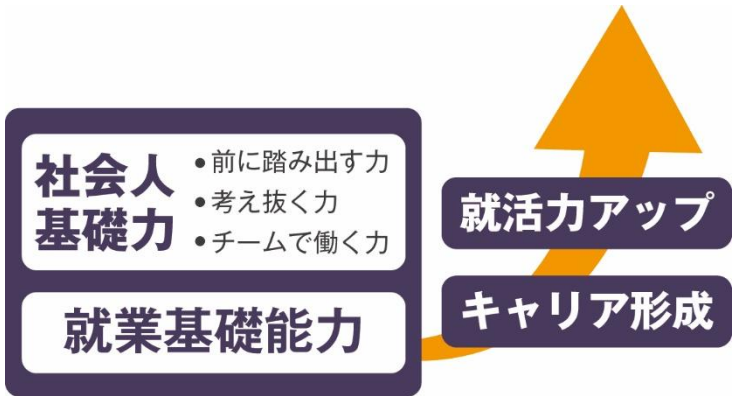 社会人
基礎力
●前に踏み出す力
●考え抜く力
●チームで働く力
就業基礎能力
就活力アップ
キャリア形成